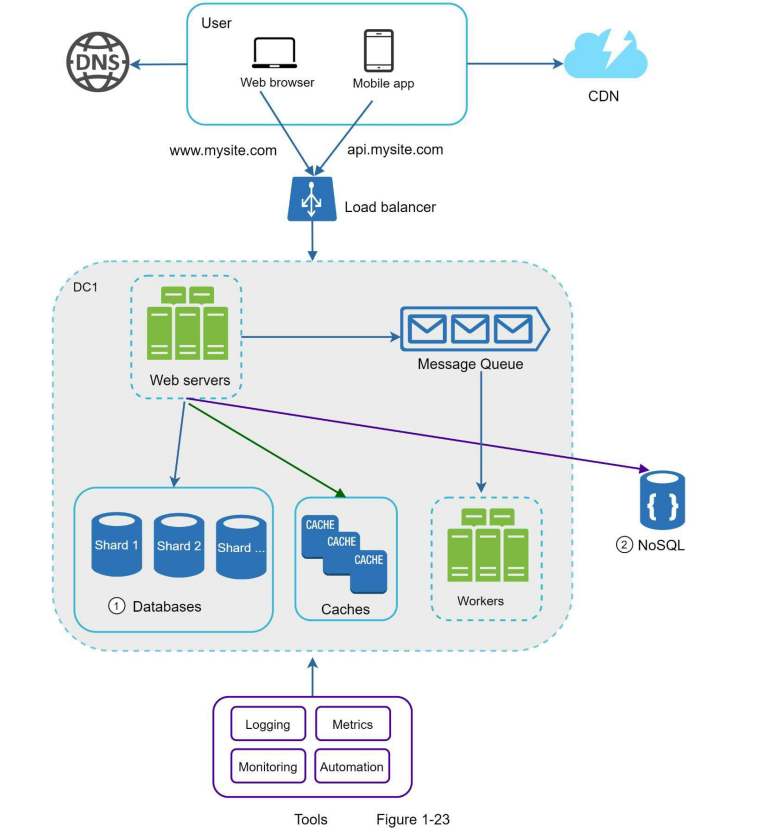 User
DNS
Web browser
Mobile app
CDN
www.mysite.com
api.mysite.com
Load balancer
DC1
Web servers
Message Queue
Shard 1
Shard 2
Shard ...
1 Databases
CACHE
CACHE
CACHE
Caches
Workers
{ }
2 NoSQL
Logging
Metrics
Monitoring
Automation
Tools Figure 1-23